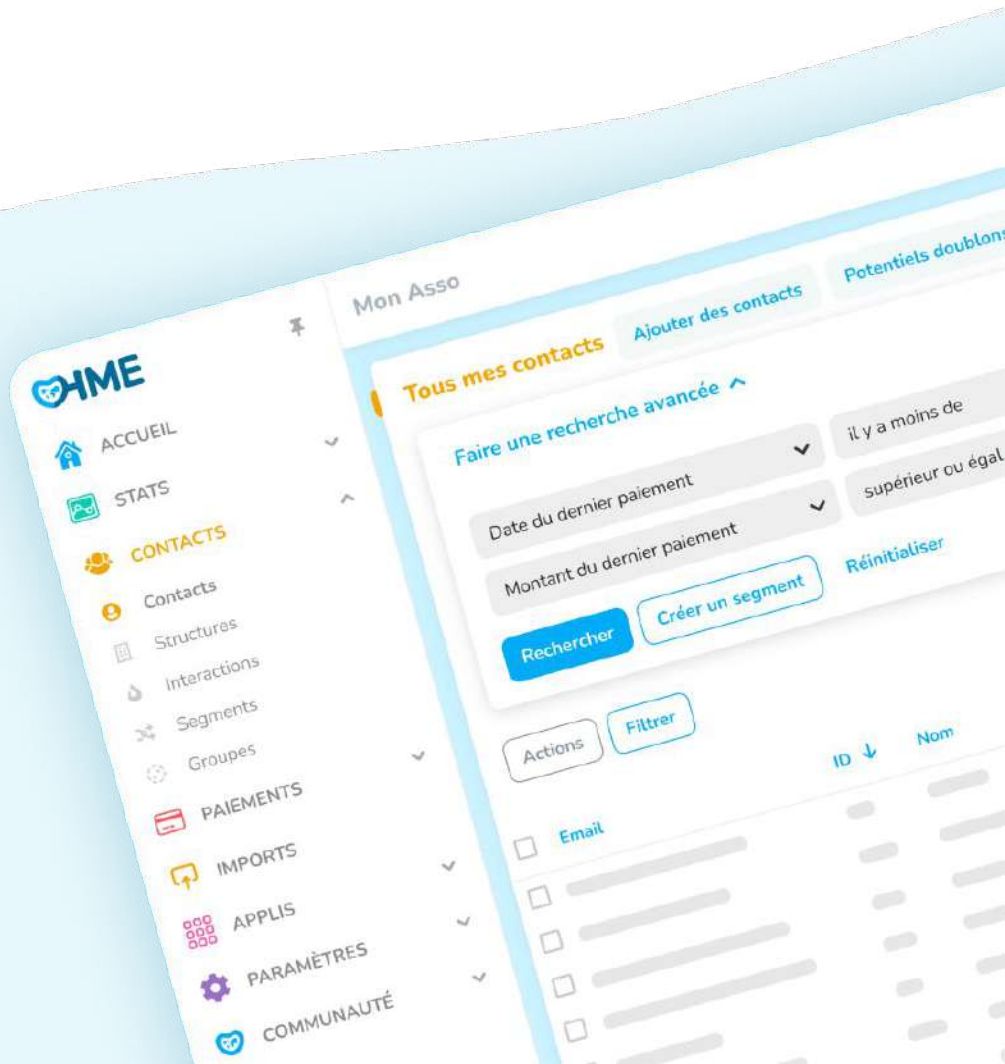 Mon Asso
OHME
ACCUEIL
STATS
CONTACTS
Contacts
Structures
Interactions
Segments
Groupes
PAIEMENTS
IMPORTS
APPLIS
PARAMÈTRES
COMMUNAUTÉ
Tous mes contacts
Ajouter des contacts
Potentiels doublons
Faire une recherche avancée
Date du dernier paiement
il y a moins de
Montant du dernier paiement
supérieur ou égal
Rechercher
Créer un segment
Réinitialiser
Actions
Filtrer
Email
ID
Nom